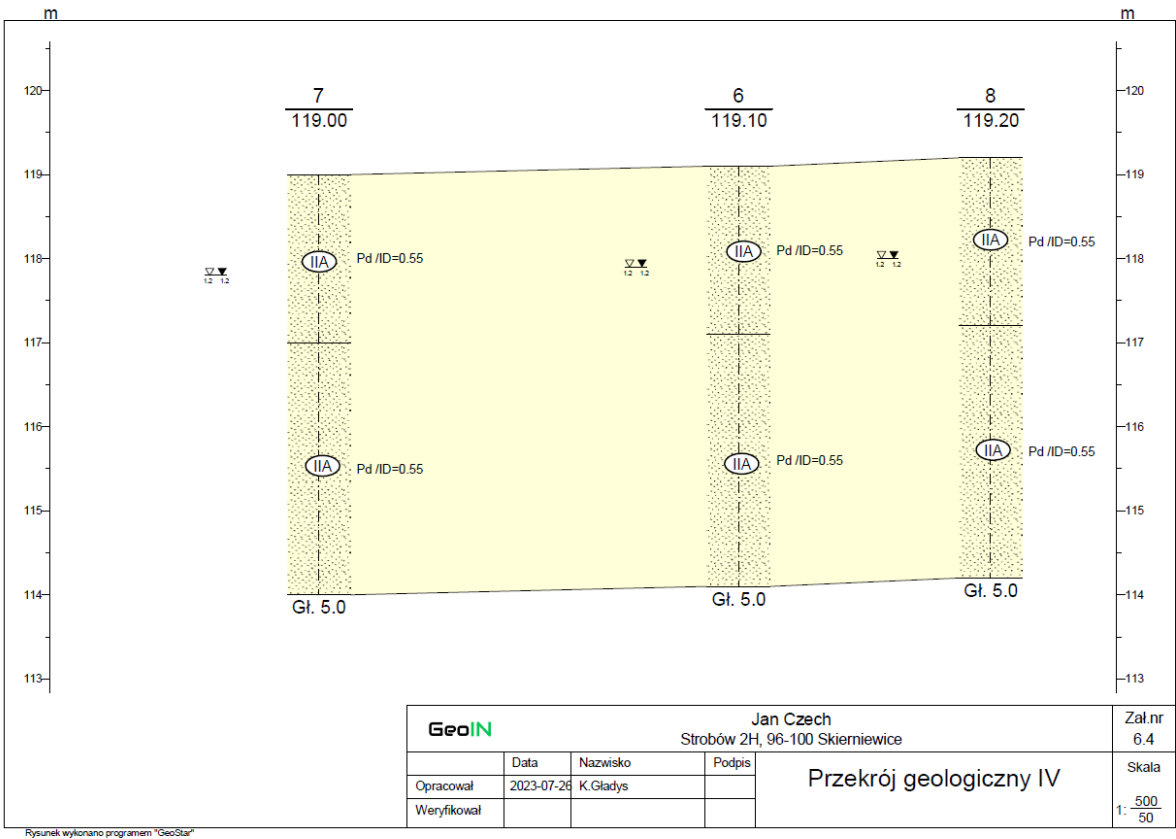 m m
120 120
7 6 8
119.00 119.10 119.20
119 119
IIA Pd /ID=0.55 IIA Pd /ID=0.55 IIA Pd /ID=0.55
118 118
1.2 1.2 1.2 1.2 1.2 1.2
117 117
116 116
IIA Pd /ID=0.55 IIA Pd /ID=0.55 IIA Pd /ID=0.55
115 115
114 114
Gł. 5.0 Gł. 5.0 Gł. 5.0
113 113
GeoIN
Jan Czech
Strobów 2H, 96-100 Skierniewice
Zał.nr
6.4
Data Nazwisko Podpis
Opracował 2023-07-26 K.Gładys
Weryfikował
Przekrój geologiczny IV
Skala
1: 500
50
Rysunek wykonano programem "GeoStar"